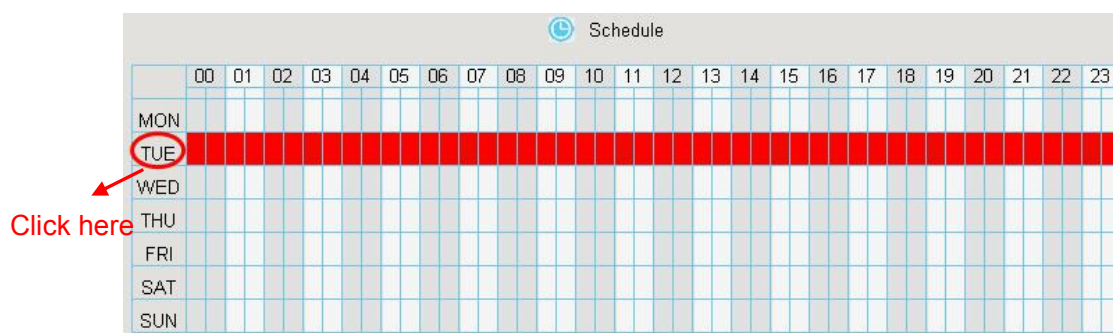 Schedule
00 01 02 03 04 05 06 07 08 09 10 11 12 13 14 15 16 17 18 19 20 21 22 23
MON
TUE
WED
Click here
THU
FRI
SAT
SUN